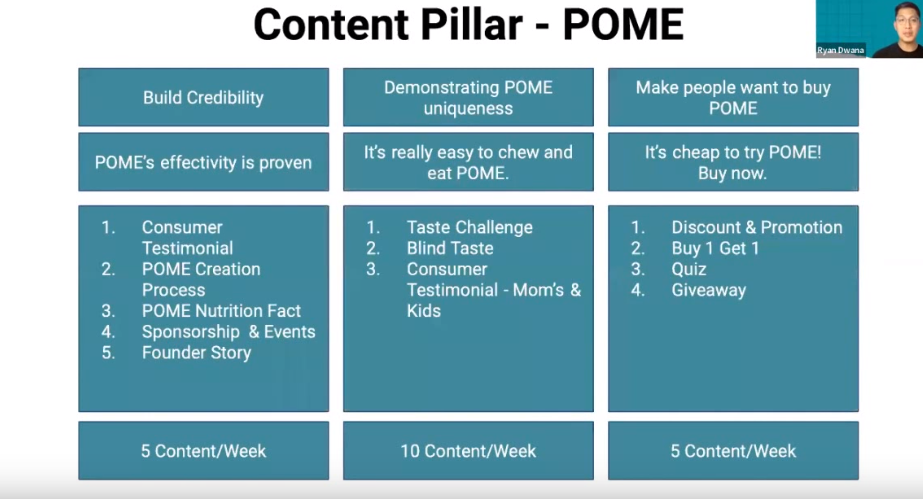 Content Pillar - POME
Ryan Dwana
Build Credibility
Demonstrating POME
uniqueness
Make people want to buy
POME
POME's effectivity is proven
It's really easy to chew and
eat POME.
It's cheap to try POME!
Buy now.
1. Consumer
Testimonial
2. POME Creation
Process
3. POME Nutrition Fact
4. Sponsorship & Events
5. Founder Story
1. Taste Challenge
2. Blind Taste
3. Consumer
Testimonial - Mom's &
Kids
1. Discount & Promotion
2. Buy 1 Get 1
3. Quiz
4. Giveaway
5 Content/Week
10 Content/Week
5 Content/Week